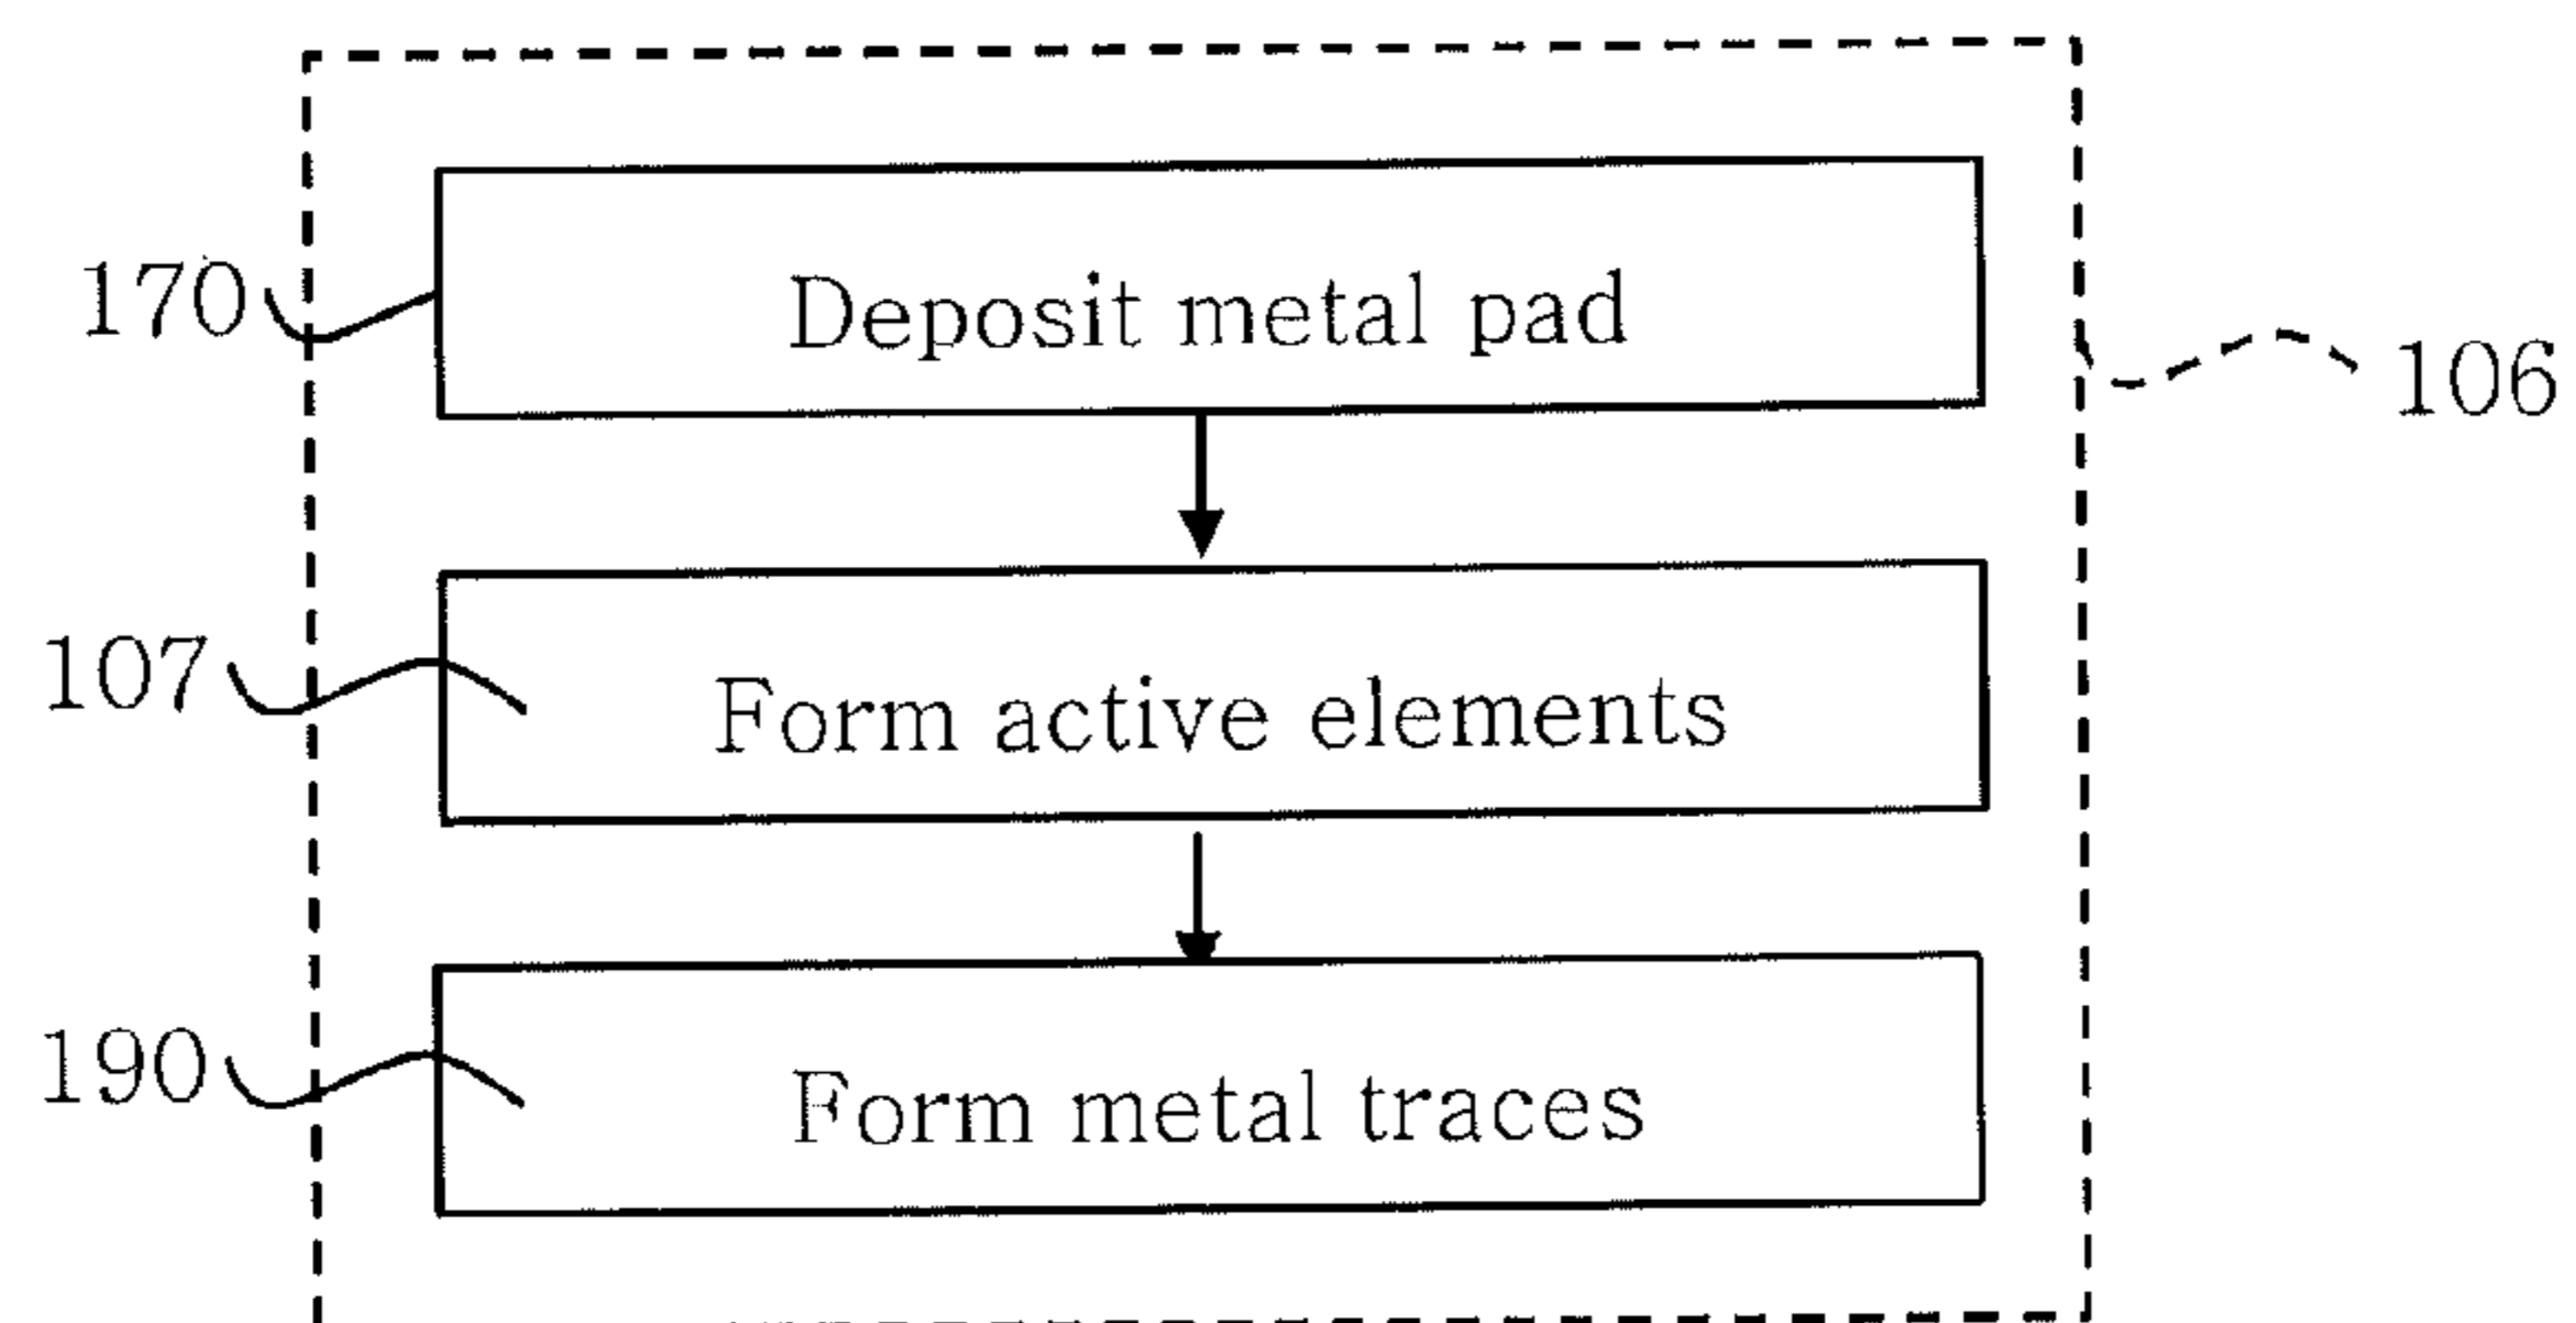 170
Deposit metal pad
106
107
Form active elements
190
Form metal traces